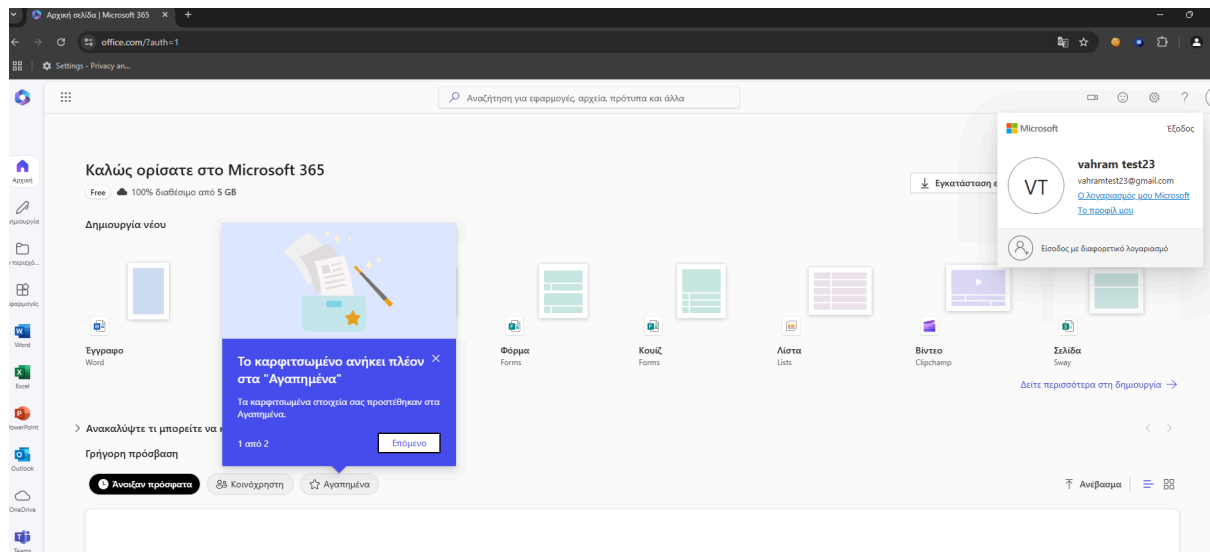 Αρχική σελίδα | Microsoft 365
office.com/?auth=1
Settings - Privacy an...
Αναζήτηση για εφαρμογές, αρχεία, πρότυπα και άλλα
Microsoft
Έξοδος
vahram test23
vahramtest23@gmail.com
Ο λογαριασμός μου Microsoft
Το προφίλ μου
VT
Είσοδος με διαφορετικό λογαριασμό
Αρχική
Word
Excel
PowerPoint
Outlook
OneDrive
Teams
Καλώς ορίσατε στο Microsoft 365
Free
100% διαθέσιμο από 5 GB
Εγκατάσταση ε
Δημιουργία νέου
Έγγραφο
Word
Φόρμα
Forms
Κουίζ
Forms
Λίστα
Lists
Βίντεο
Clipchamp
Σελίδα
Sway
Δείτε περισσότερα στη δημιουργία
Το καρφιτσωμένο ανήκει πλέον
στα "Αγαπημένα"
Τα καρφιτσωμένα στοιχεία σας προστέθηκαν στα
Αγαπημένα.
1 από 2
Επόμενο
Ανακαλύψτε τι μπορείτε να
Γρήγορη πρόσβαση
Άνοιξαν πρόσφατα
Κοινόχρηστη
Αγαπημένα
Ανέβασμα